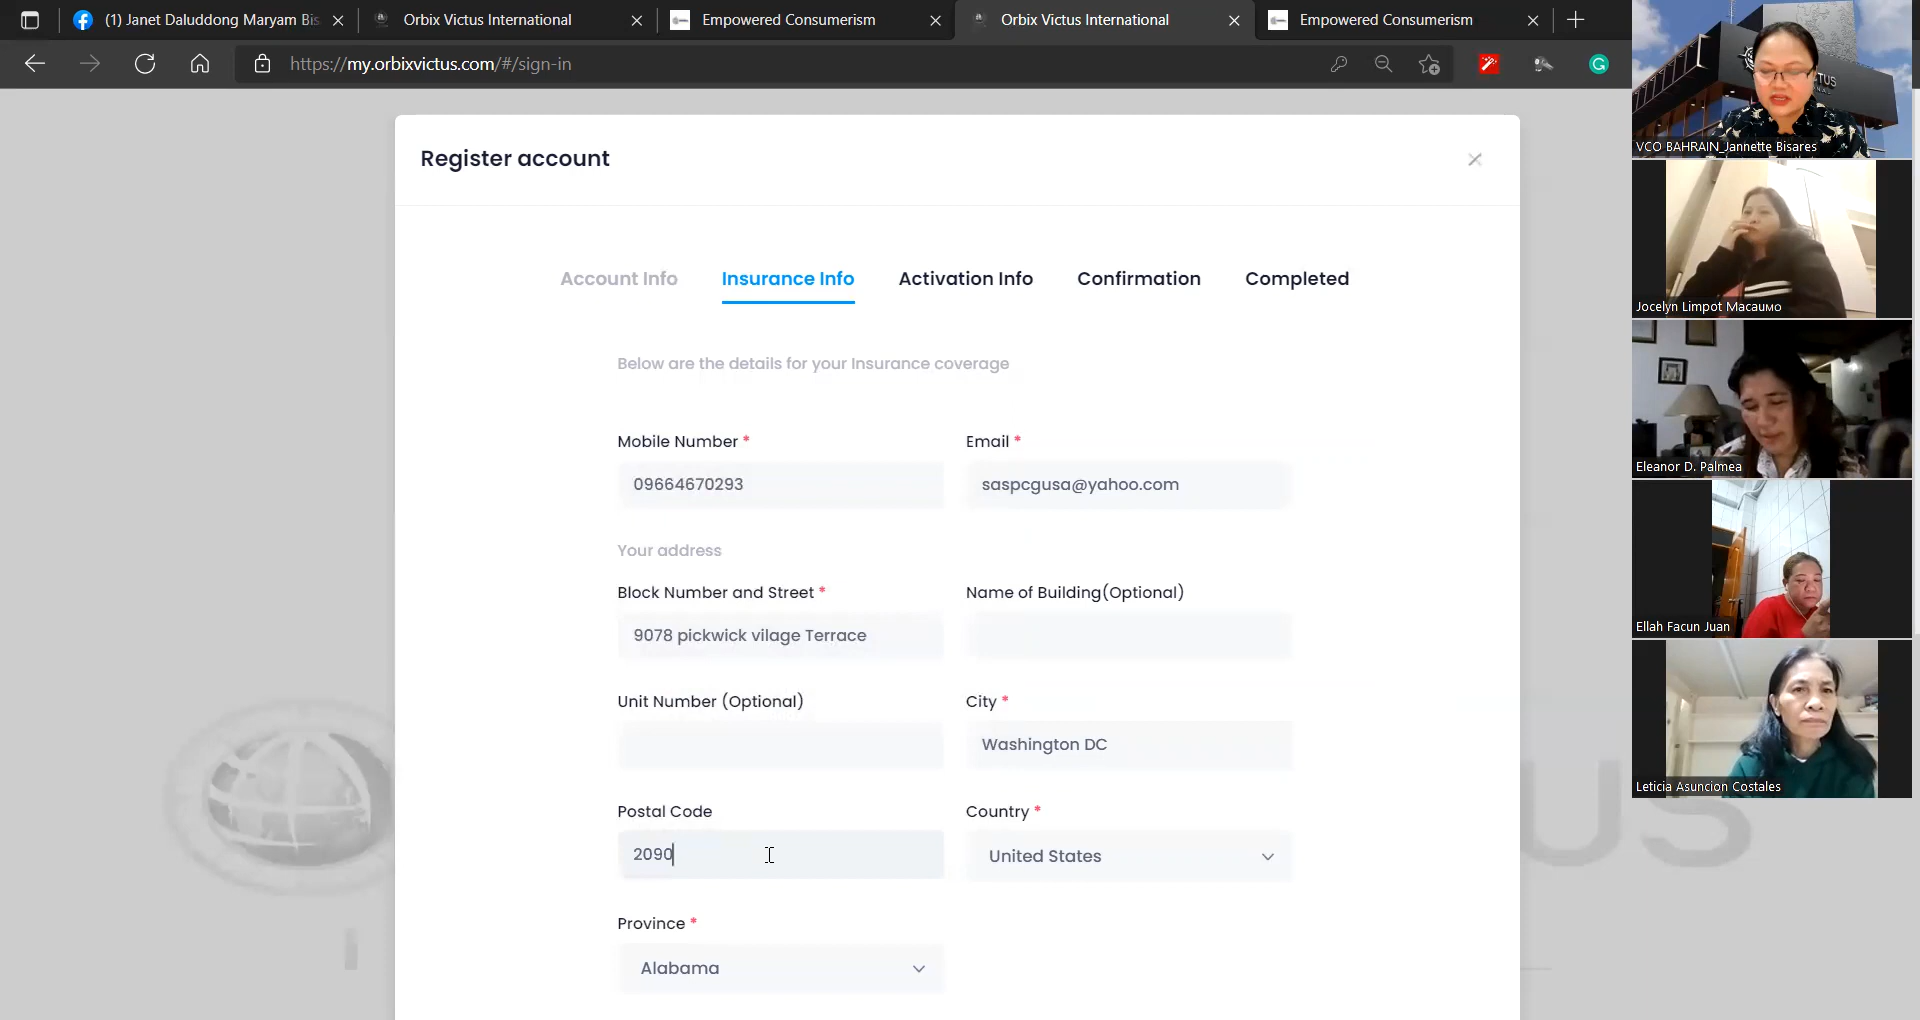 (1) Janet Daluddong Maryam Bis
Orbix Victus International
Empowered Consumerism
Orbix Victus International
Empowered Consumerism
https://my.orbixvictus.com/#/sign-in
Register account
Account Info
Insurance Info
Activation Info
Confirmation
Completed
Below are the details for your Insurance coverage
Mobile Number *
Email *
09664670293
saspcgusa@yahoo.com
Your address
Block Number and Street *
Name of Building(Optional)
9078 pickwick vilage Terrace
Unit Number (Optional)
City *
Washington DC
Postal Code
Country *
2090
United States
Province *
Alabama
VCO BAHRAIN_Jannette Bisares
Jocelyn Limpot Macaumo
Eleanor D. Palmea
Ellah Facun Juan
Leticia Asuncion Costales